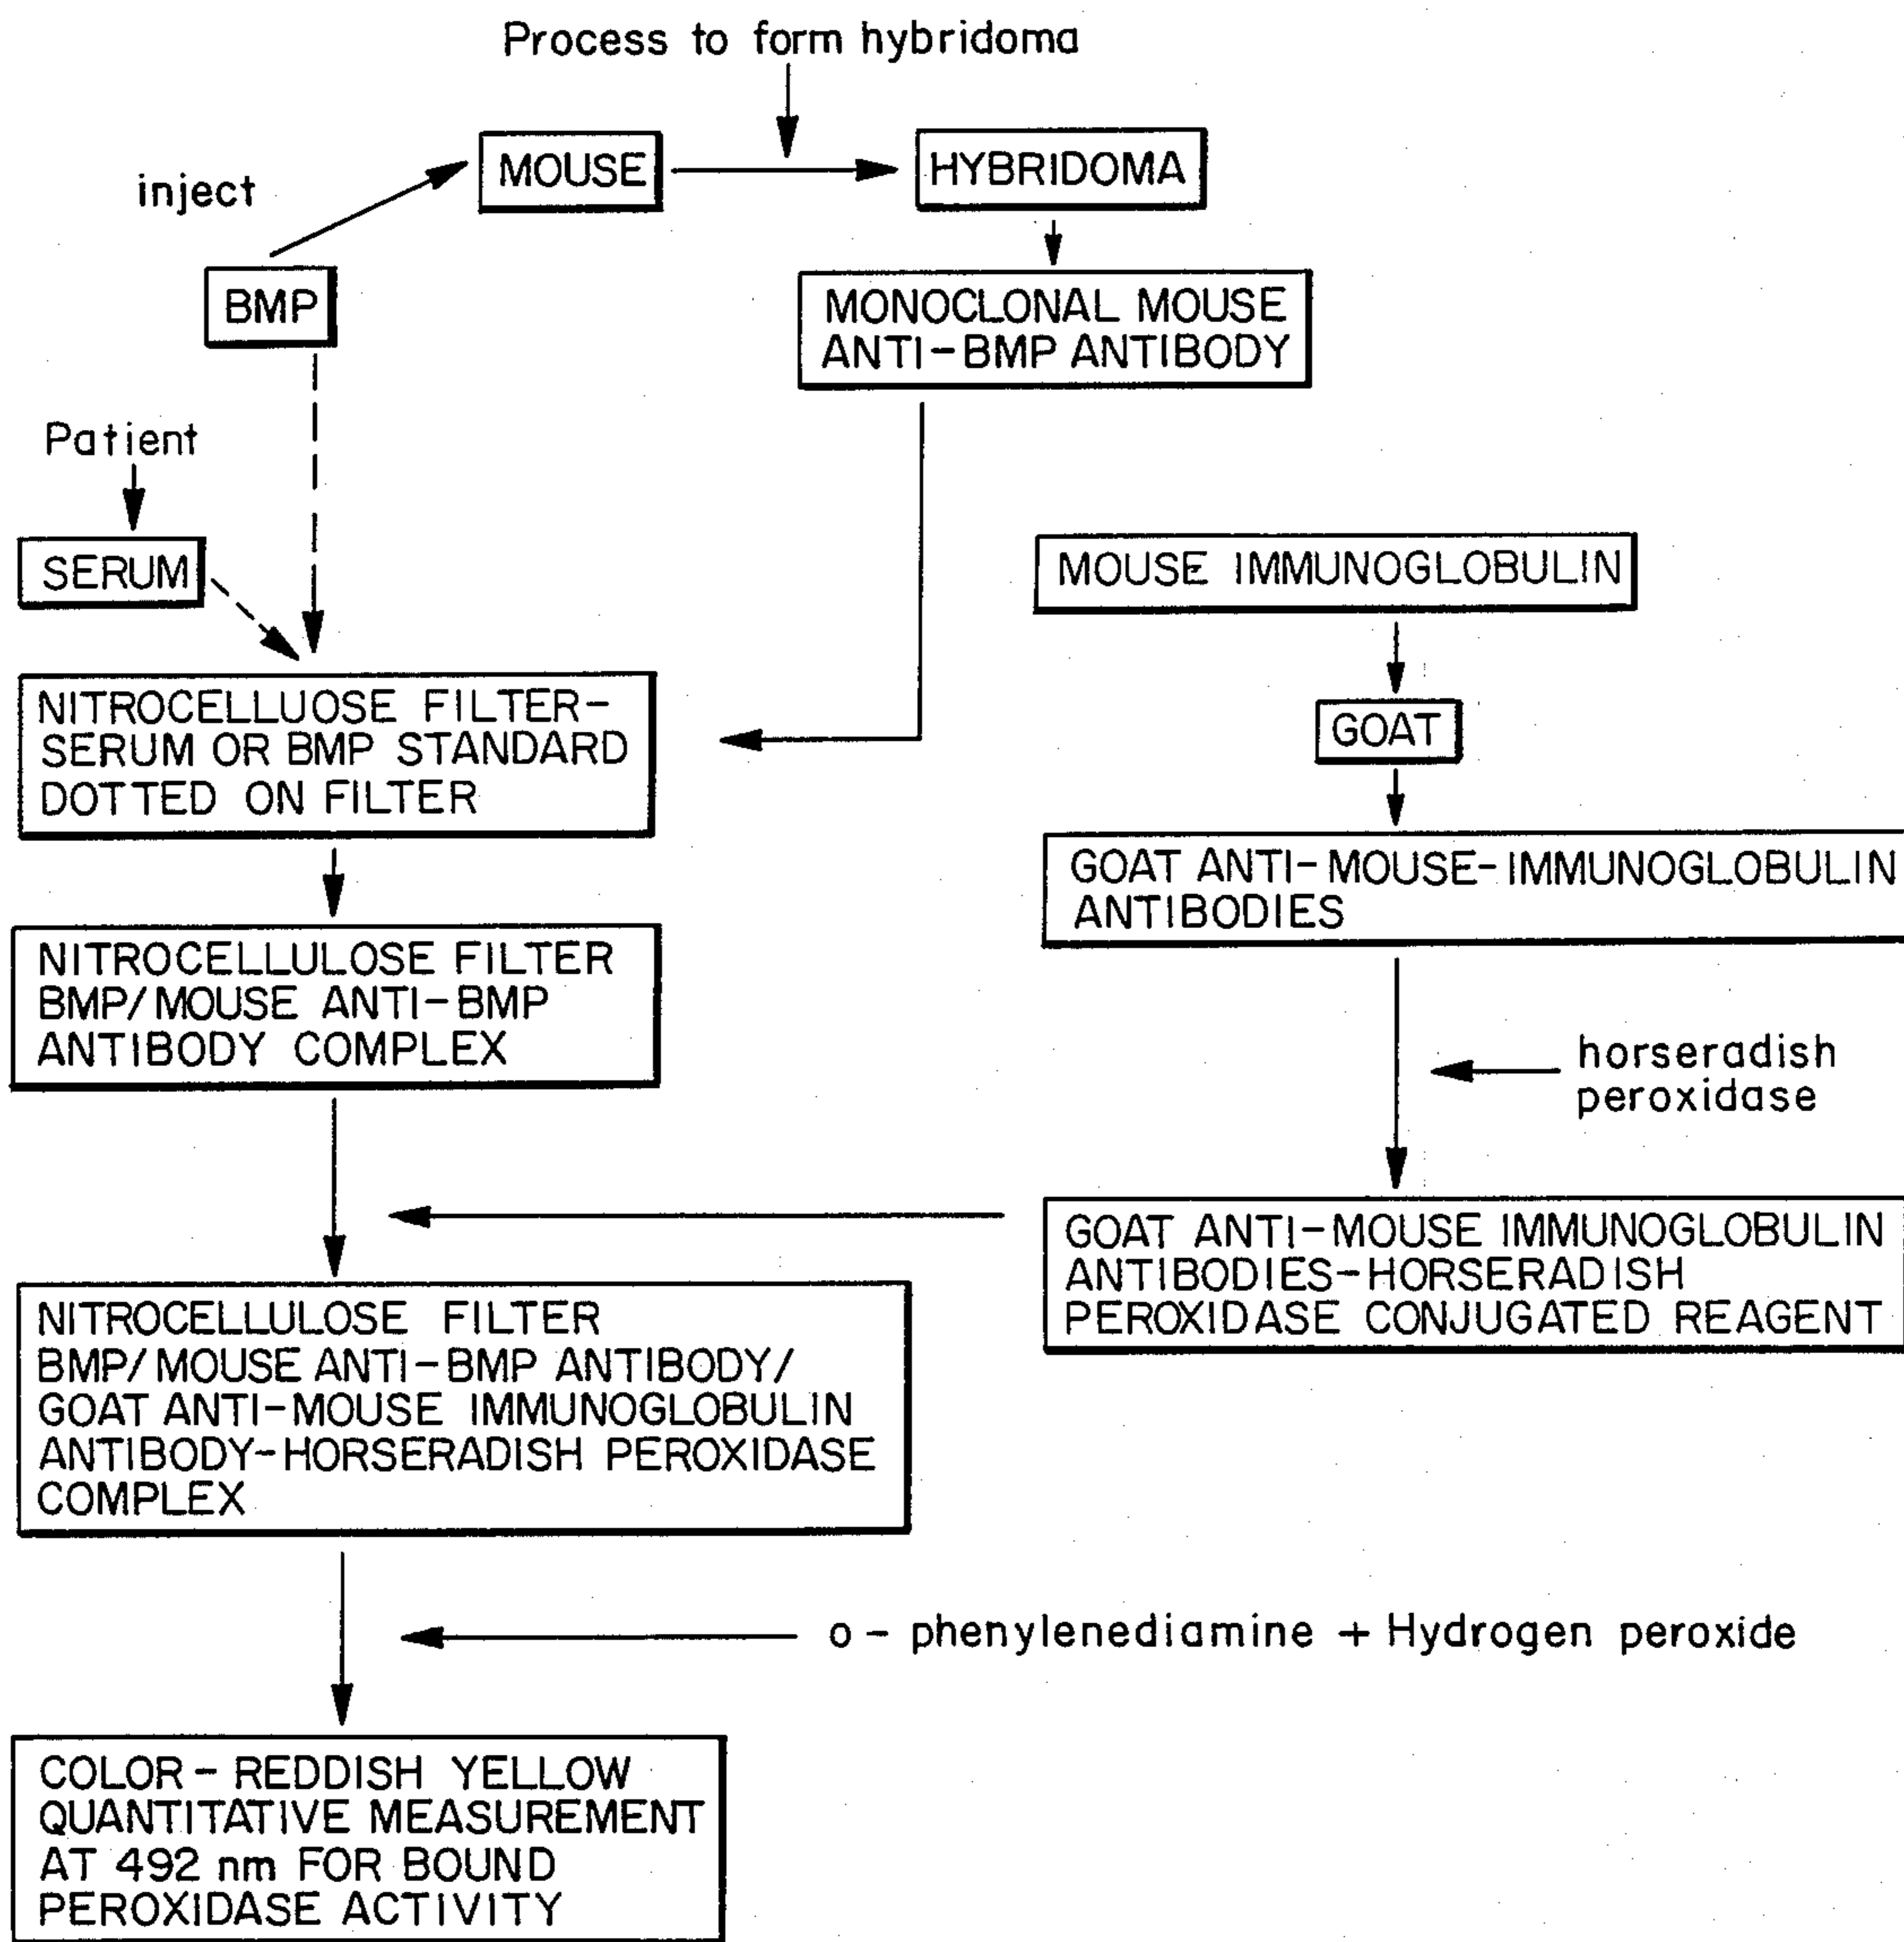 Process to form hybridoma
inject
MOUSE
HYBRIDOMA
BMP
MONOCLONAL MOUSE
ANTI-BMP ANTIBODY
Patient
SERUM
MOUSE IMMUNOGLOBULIN
NITROCELLUOSE FILTER-
SERUM OR BMP STANDARD
DOTTED ON FILTER
GOAT
GOAT ANTI-MOUSE-IMMUNOGLOBULIN
ANTIBODIES
NITROCELLULOSE FILTER
BMP/MOUSE ANTI-BMP
ANTIBODY COMPLEX
horseradish
peroxidase
GOAT ANTI-MOUSE IMMUNOGLOBULIN
ANTIBODIES-HORSERADISH
PEROXIDASE CONJUGATED REAGENT
NITROCELLULOSE FILTER
BMP/MOUSE ANTI-BMP ANTIBODY/
GOAT ANTI-MOUSE IMMUNOGLOBULIN
ANTIBODY-HORSERADISH PEROXIDASE
COMPLEX
o - phenylenediamine + Hydrogen peroxide
COLOR - REDDISH YELLOW
QUANTITATIVE MEASUREMENT
AT 492 nm FOR BOUND
PEROXIDASE ACTIVITY